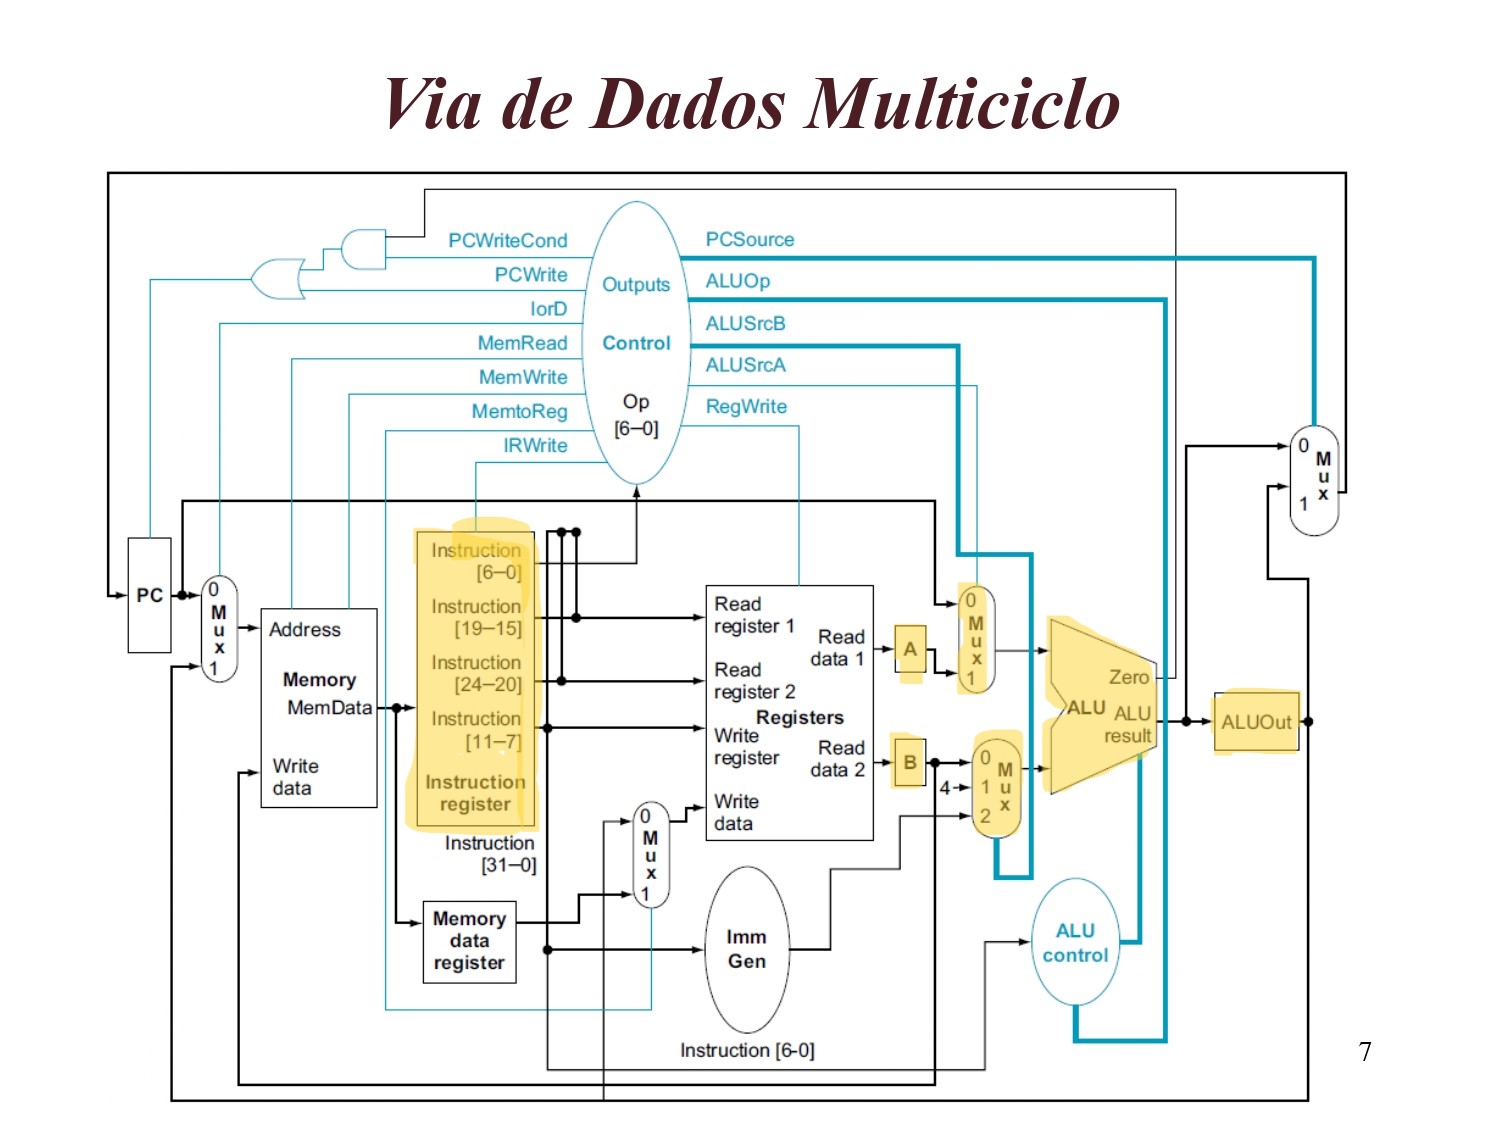 Via de Dados Multiciclo
PCWriteCond
PCWrite
IorD
MemRead
MemWrite
MemtoReg
IRWrite
Outputs
Control
Op
[6–0]
PCSource
ALUOp
ALUSrcB
ALUSrcA
RegWrite
PC
0
M
u
x
1
Address
Memory
MemData
Write
data
Instruction
[6–0]
Instruction
[19–15]
Instruction
[24–20]
Instruction
[11–7]
Instruction
register
Instruction
[31–0]
Memory
data
register
0
M
u
x
1
Read
register 1
Read
register 2
Registers
Write
register
Write
data
Read
data 1
Read
data 2
Imm
Gen
Instruction [6-0]
A
B
0
M
u
x
1
4
0
1
2
M
u
x
Zero
ALU
ALU
result
ALU
control
ALUOut
0
M
u
x
1
7